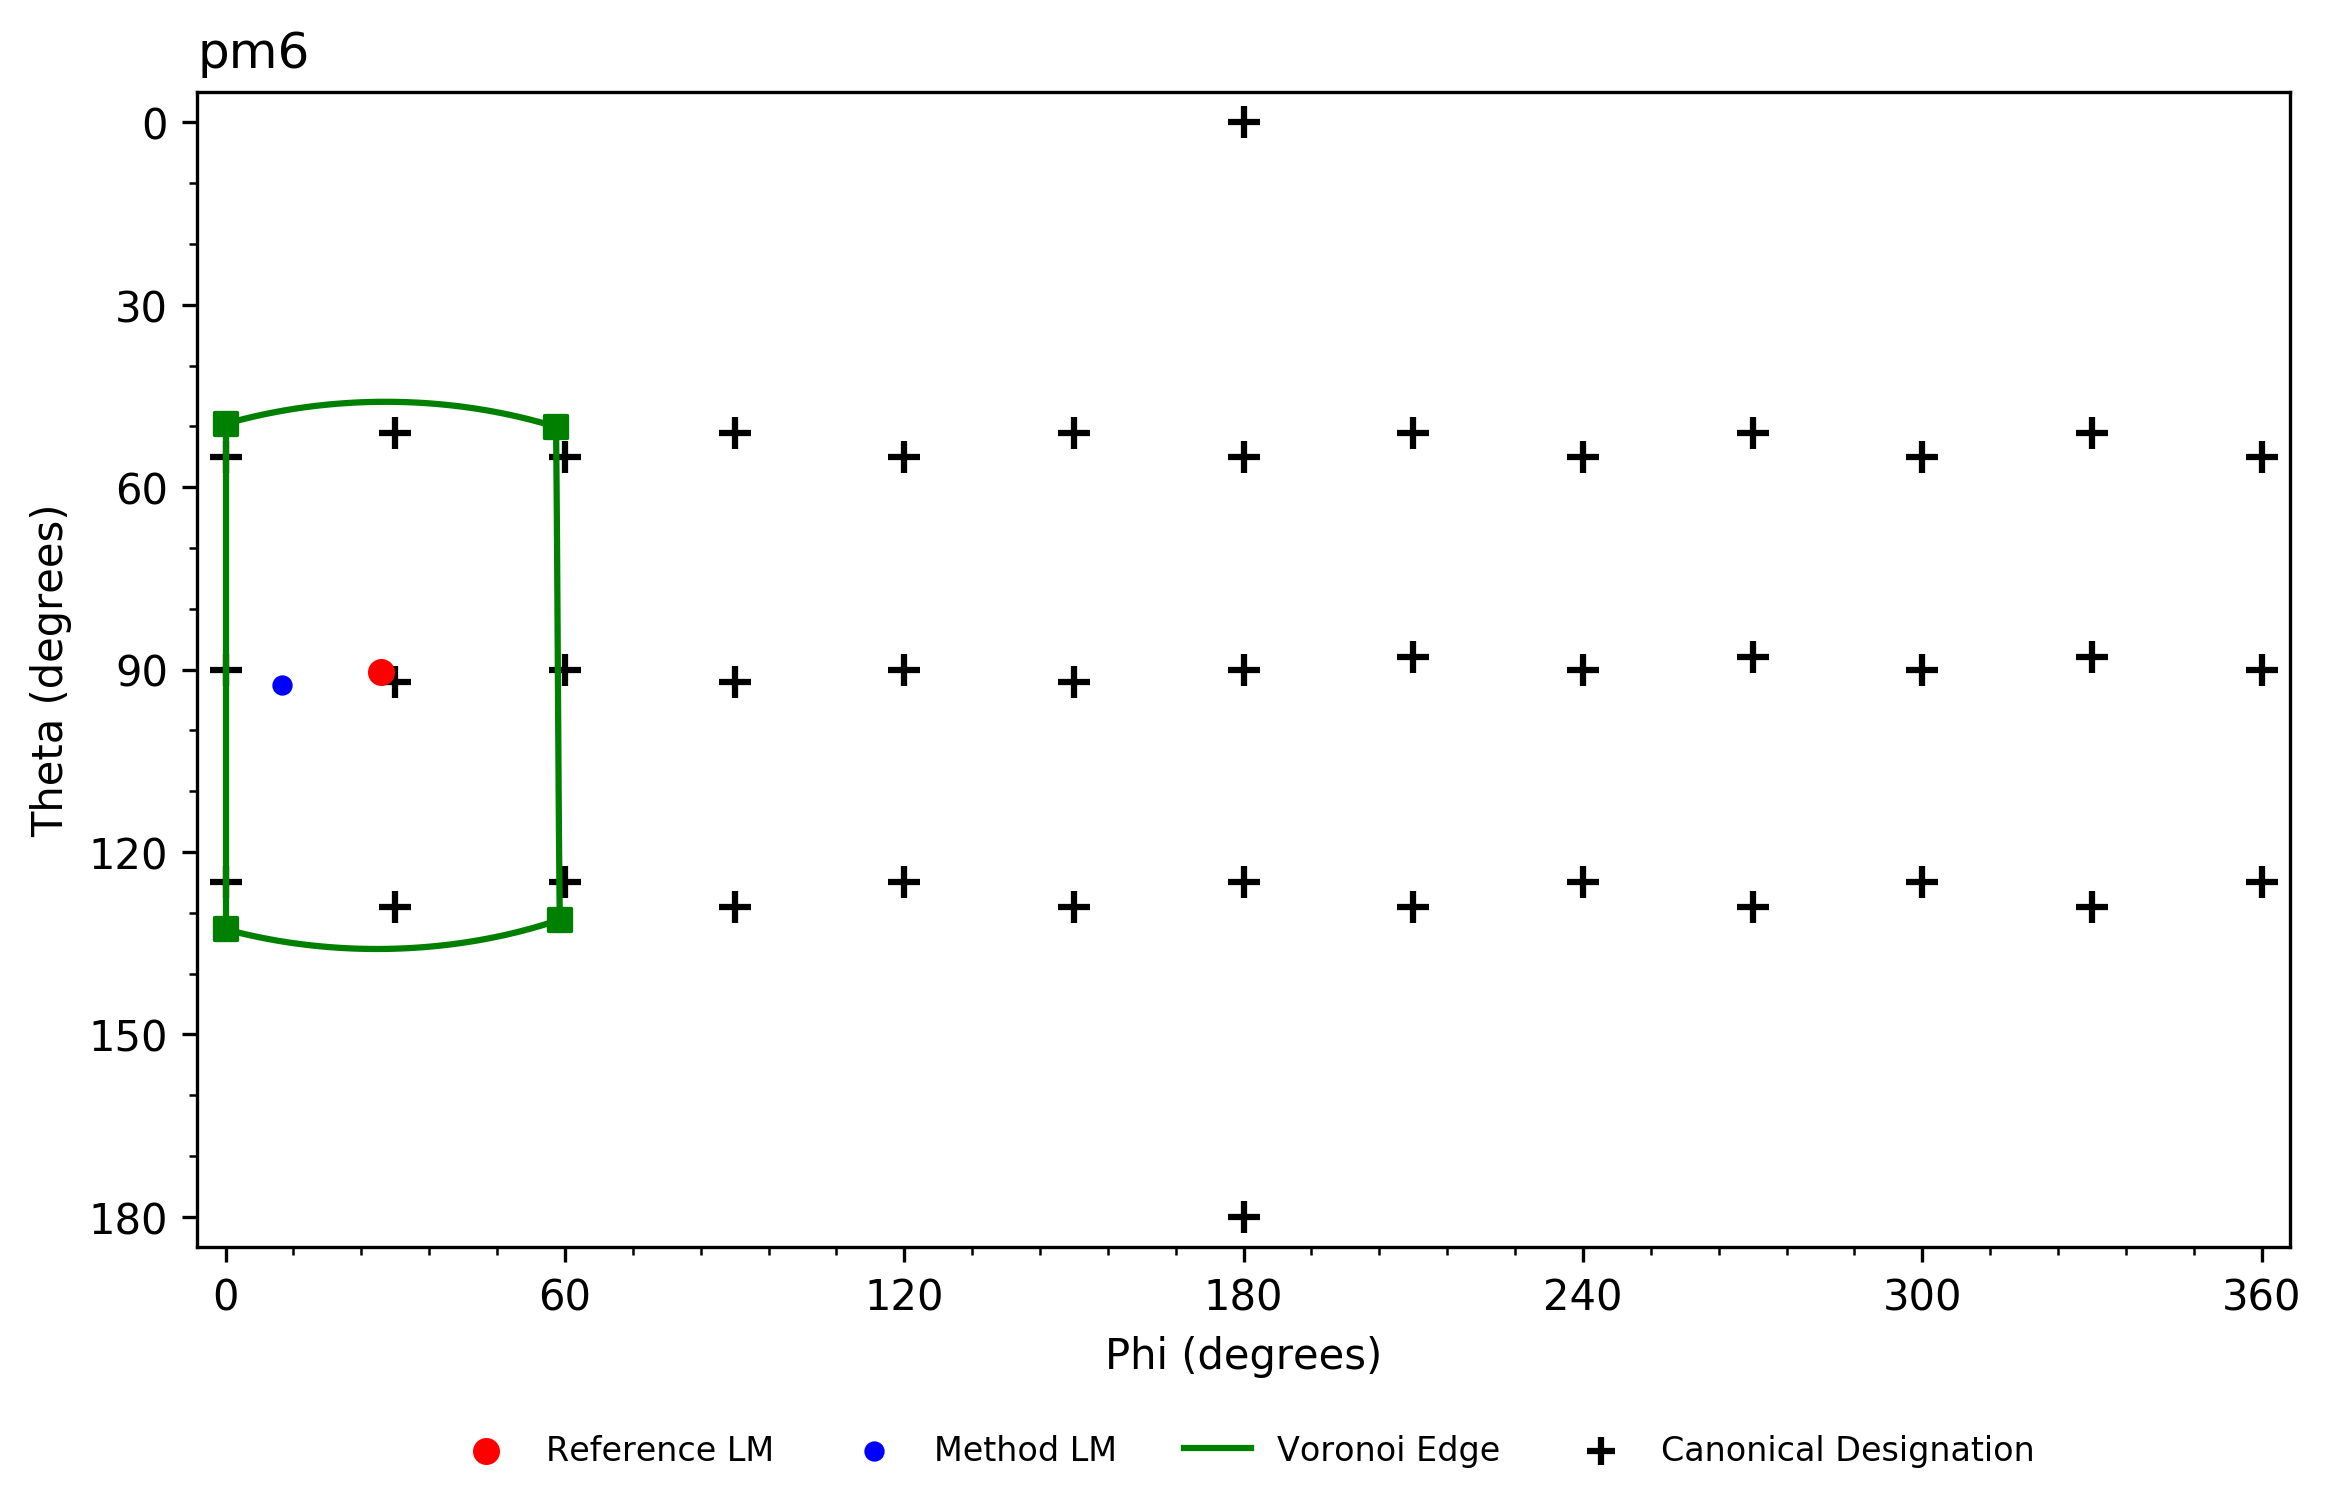 pm6
0
30
60
90
120
150
180
Theta (degrees)
0 60 120 180 240 300 360
Phi (degrees)
Reference LM Method LM Voronoi Edge Canonical Designation